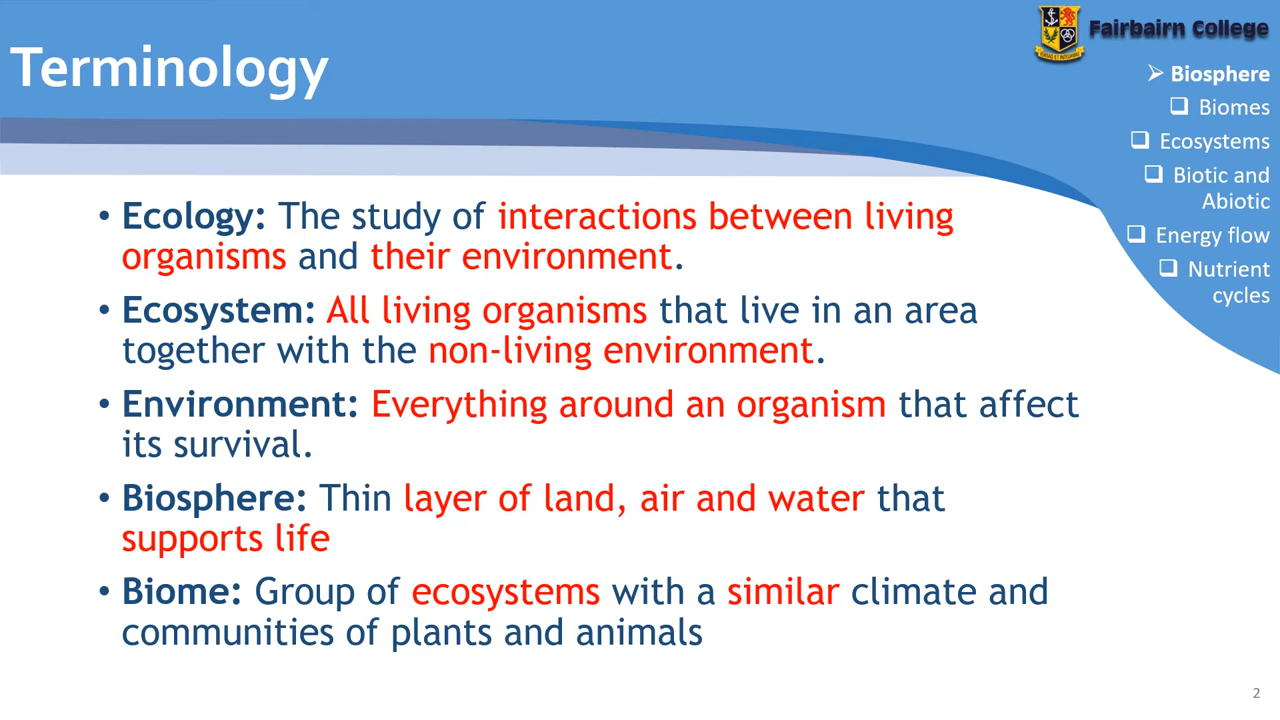 Terminology
Fairbairn College
➢ Biosphere
❑ Biomes
❑ Ecosystems
❑ Biotic and
Abiotic
❑ Energy flow
❑ Nutrient
cycles
• Ecology: The study of interactions between living
organisms and their environment.
• Ecosystem: All living organisms that live in an area
together with the non-living environment.
• Environment: Everything around an organism that affect
its survival.
• Biosphere: Thin layer of land, air and water that
supports life
• Biome: Group of ecosystems with a similar climate and
communities of plants and animals
2